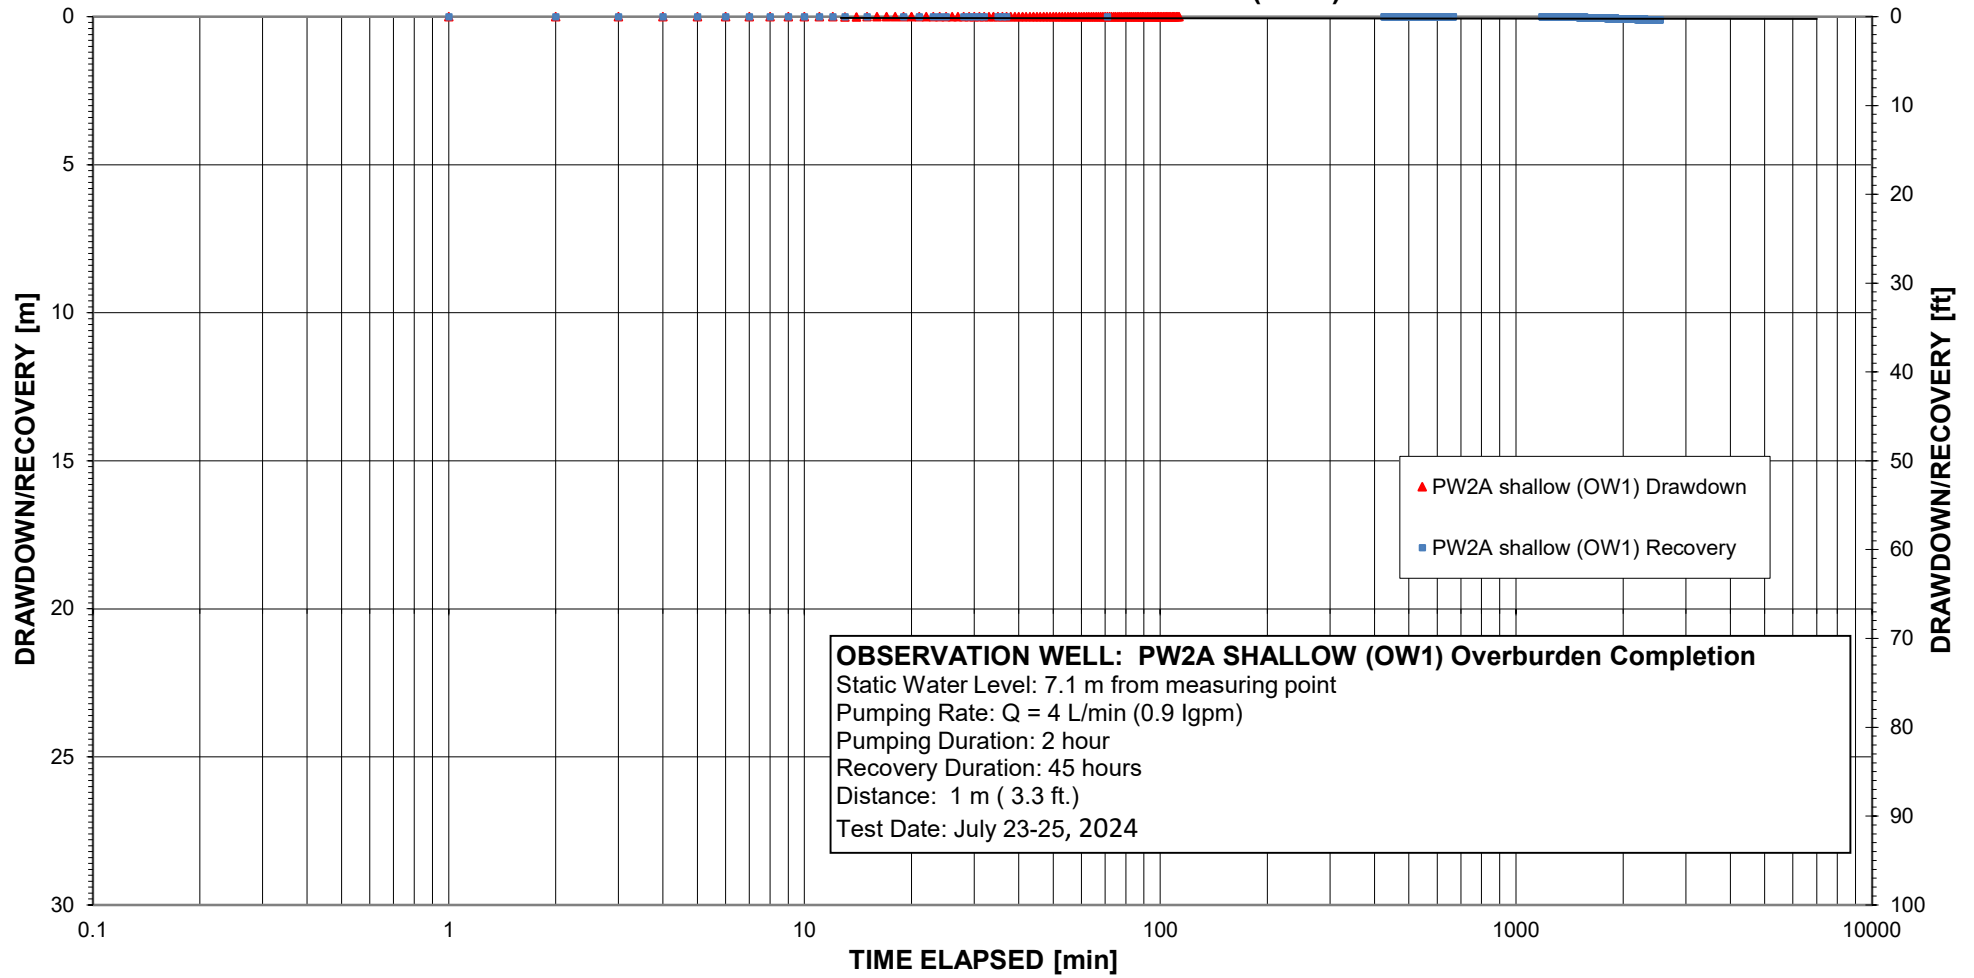 0
5
10
15
20
25
30
DRAWDOWN/RECOVERY [m]
0
10
20
30
40
50
60
70
80
90
100
DRAWDOWN/RECOVERY [ft]
PW2A shallow (OW1) Drawdown
PW2A shallow (OW1) Recovery
OBSERVATION WELL: PW2A SHALLOW (OW1) Overburden Completion
Static Water Level: 7.1 m from measuring point
Pumping Rate: Q = 4 L/min (0.9 Igpm)
Pumping Duration: 2 hour
Recovery Duration: 45 hours
Distance: 1 m ( 3.3 ft.)
Test Date: July 23-25, 2024
0.1 1 10 100 1000 10000
TIME ELAPSED [min]